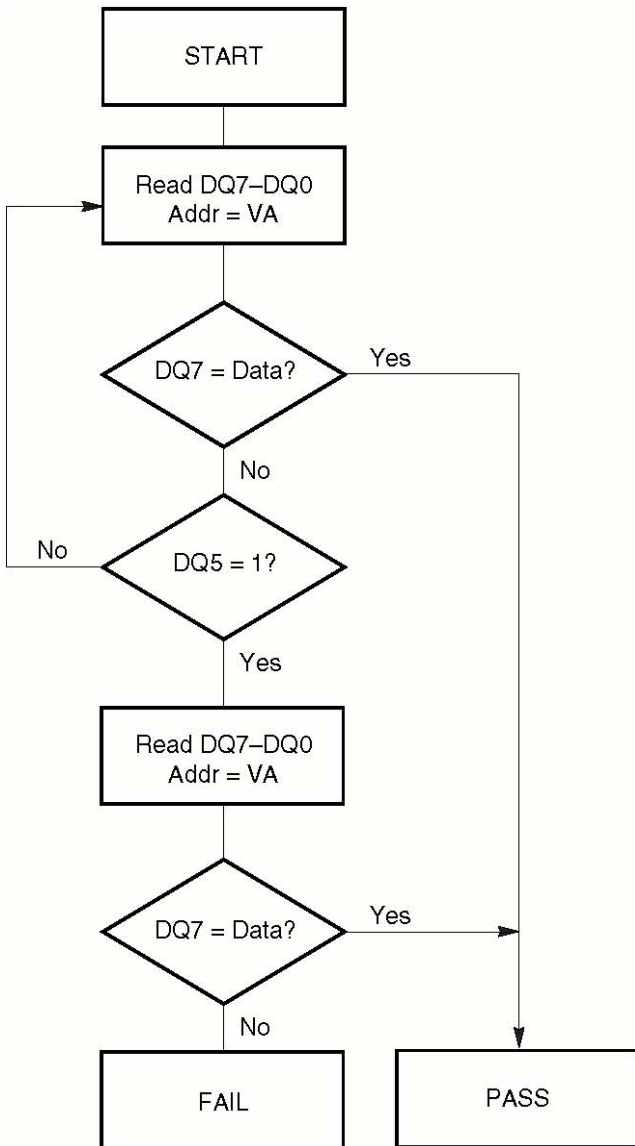 START
Read DQ7–DQ0
Addr = VA
DQ7 = Data?
Yes
No
No
DQ5 = 1?
Yes
Read DQ7–DQ0
Addr = VA
DQ7 = Data?
Yes
No
FAIL
PASS